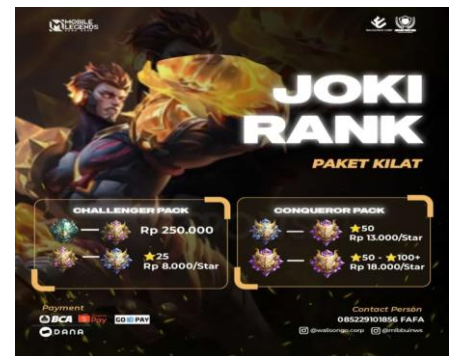 MOBILE
LEGENDS
JOKI
RANK
PAKET KILAT
CHALLENGER PACK
Rp 250.000
25
Rp 8.000/Star
CONQUEROR PACK
50
Rp 13.000/Star
50 - 100+
Rp 18.000/Star
Payment
BCA
Pay
GO PAY
DANA
Contact Person
085229101856 FAFA
@walisongo.corp @mlbbuinws